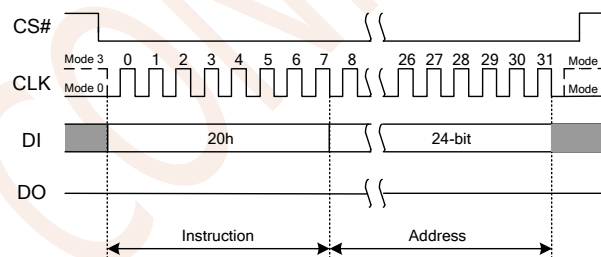 CS#
Mode 3 0 1 2 3 4 5 6 7 8 26 27 28 29 30 31 Mode
CLK
Mode 0 Mode
DI 20h 24-bit
DO
Instruction Address